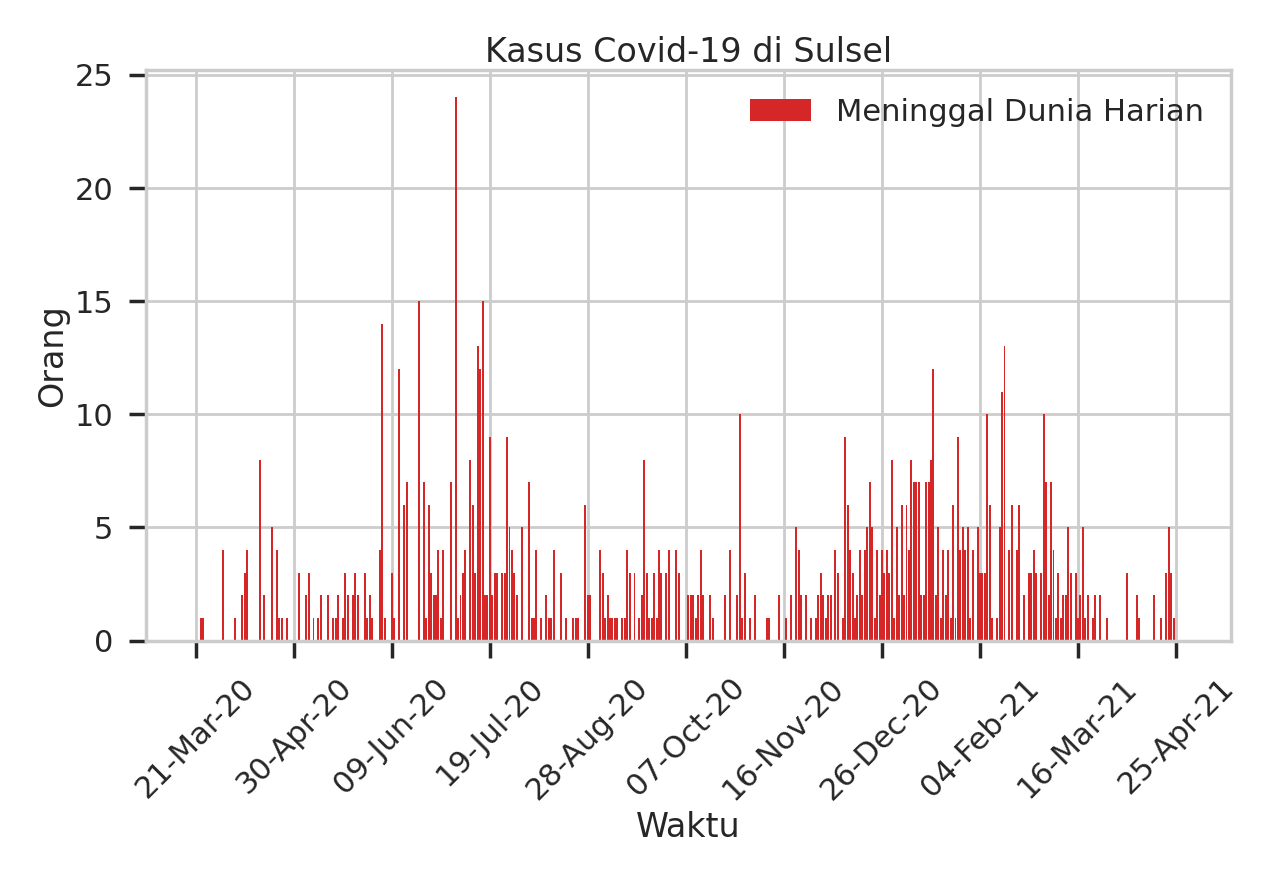 Kasus Covid-19 di Sulsel
25
Meninggal Dunia Harian
20
15
10
5
0
Orang
21-Mar-20
30-Apr-20
09-Jun-20
19-Jul-20
28-Aug-20
07-Oct-20
16-Nov-20
26-Dec-20
04-Feb-21
16-Mar-21
25-Apr-21
Waktu